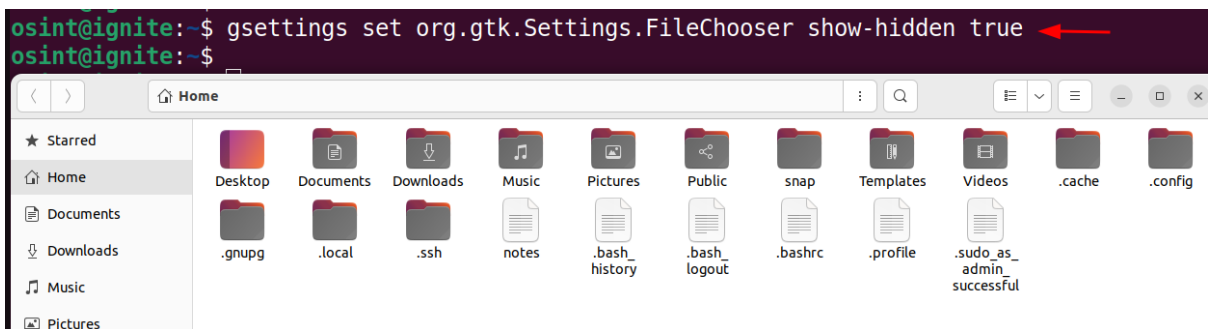 osint@ignite:~$ gsettings set org.gtk.Settings.FileChooser show-hidden true
osint@ignite:~$
Home
Starred
Home
Documents
Downloads
Music
Pictures
Desktop Documents Downloads Music Pictures Public snap Templates Videos .cache .config
.gnupg .local .ssh notes .bash_ .bash_ .bashrc .profile .sudo_as_
history logout admin_
successful